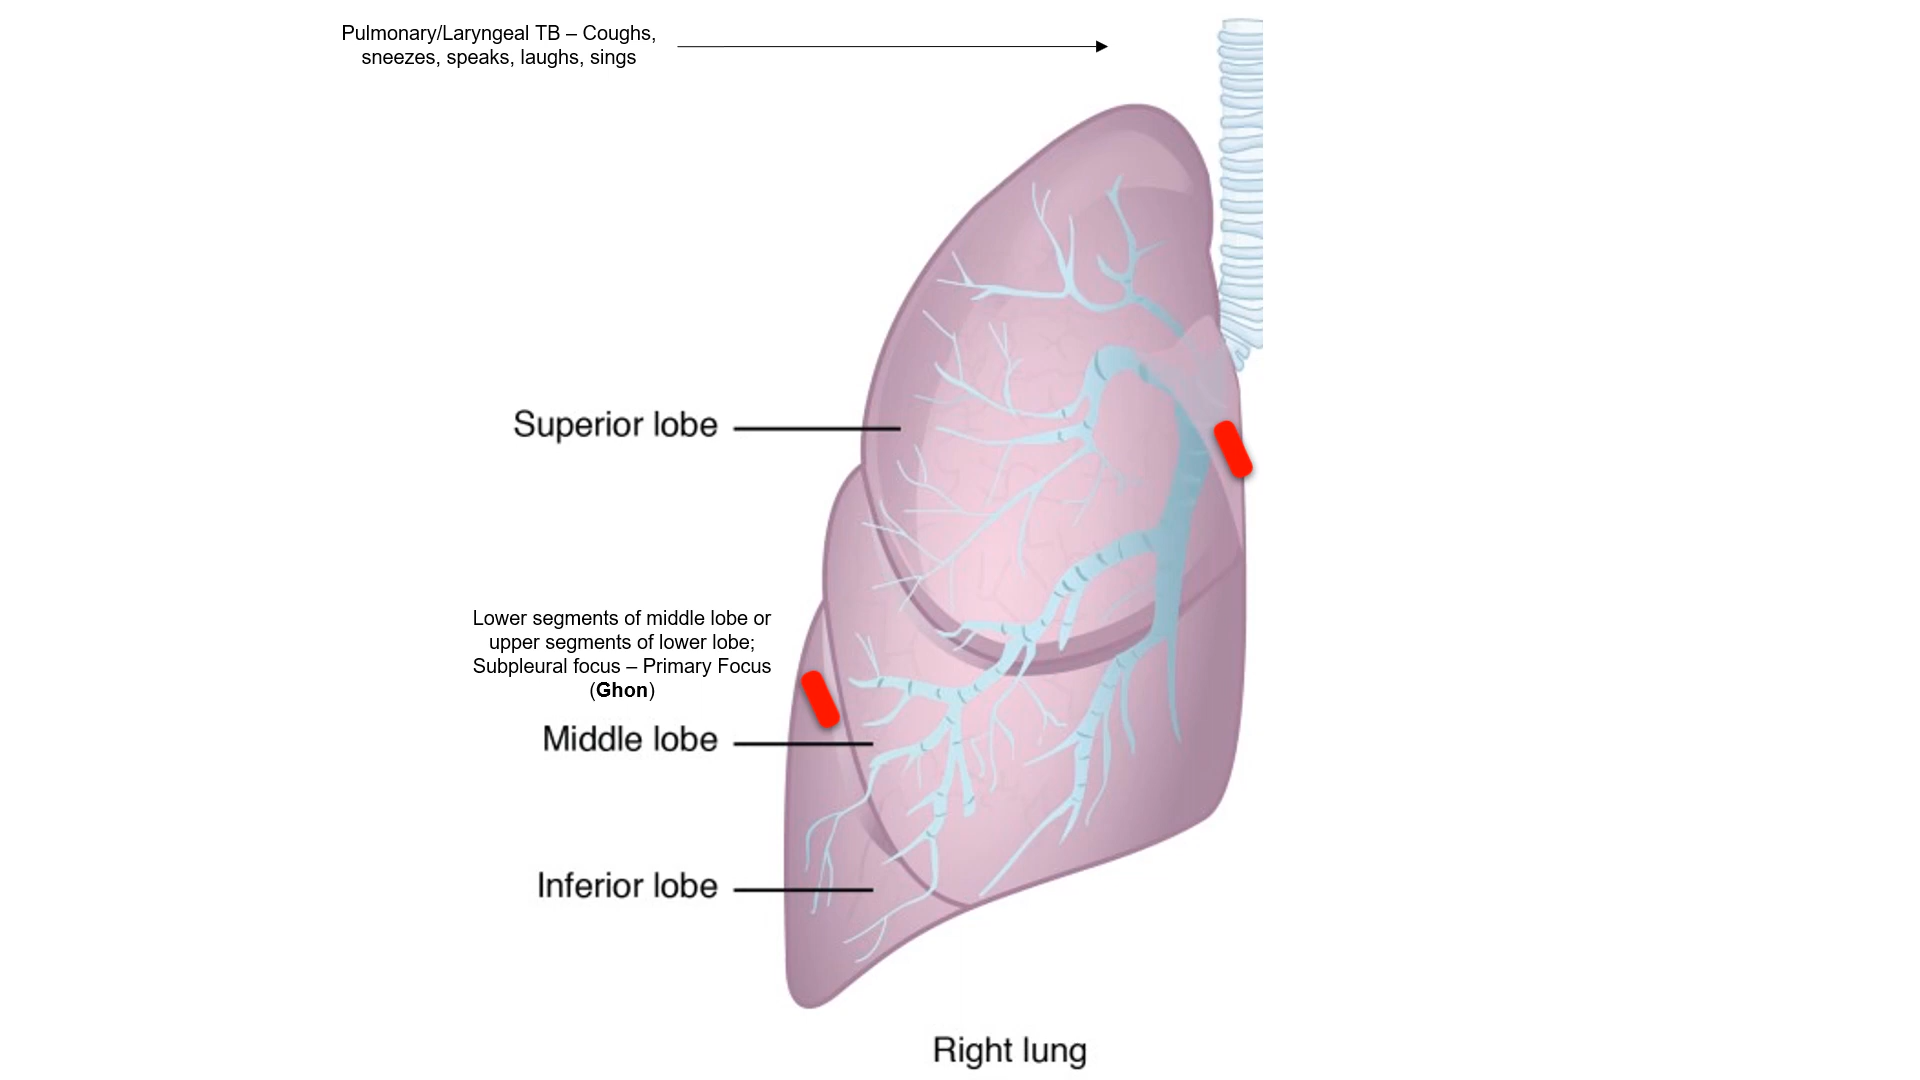 Pulmonary/Laryngeal TB – Coughs,
sneezes, speaks, laughs, sings
Superior lobe
Lower segments of middle lobe or
upper segments of lower lobe;
Subpleural focus – Primary Focus
(Ghon)
Middle lobe
Inferior lobe
Right lung